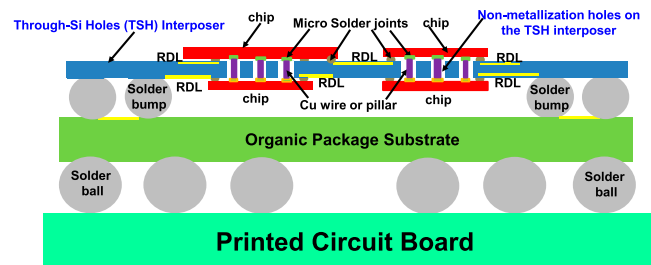 Through-Si Holes (TSH) Interposer
chip
Micro Solder joints
chip
Non-metallization holes on
the TSH interposer
RDL
RDL
RDL
RDL
RDL
RDL
chip
Cu wire or pillar
chip
Solder
bump
Solder
bump
Organic Package Substrate
Solder
ball
Solder
ball
Printed Circuit Board